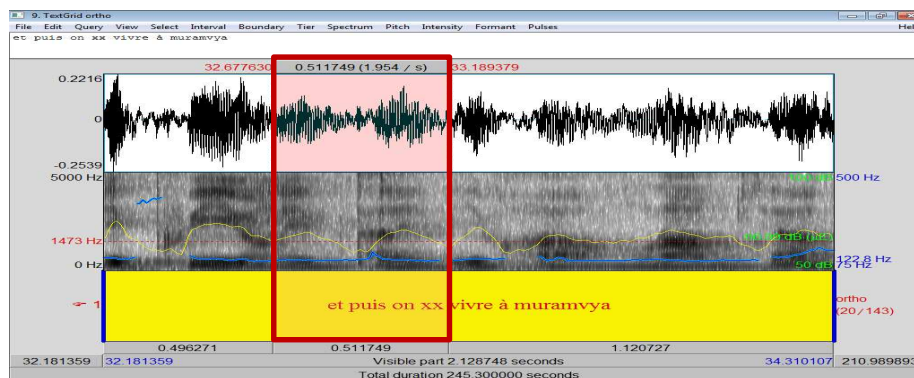 9. TextGrid ortho
File Edit Query View Select Interval Boundary Tier Spectrum Pitch Intensity Formant Pulses Hel
et puis on xx vivre à muramvya
32.677630 0.511749 (1.954 / s) 33.189379
0.2216
0
-0.2539
5000 Hz 500 Hz
1473 Hz
122.8 Hz
0 Hz 50 dB 75 Hz
1 et puis on xx vivre à muramvya ortho
(20/143)
0.496271 0.511749 1.120727
32.181359 32.181359 Visible part 2.128748 seconds 34.310107 210.989893
Total duration 245.300000 seconds